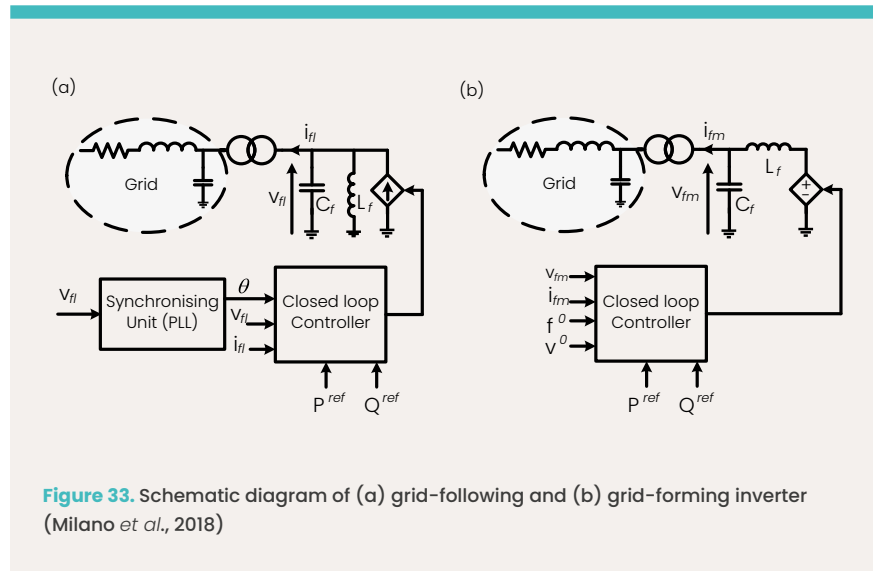 (a)
i_fl
Grid
v_fl
C_f
L_f
v_fl
Synchronising
Unit (PLL)
θ
v_fl
i_fl
Closed loop
Controller
P^ref
Q^ref
(b)
i_fm
L_f
Grid
v_fm
C_f
+
−
v_fm
i_fm
f^0
v^0
Closed loop
Controller
P^ref
Q^ref
Figure 33. Schematic diagram of (a) grid-following and (b) grid-forming inverter
(Milano et al., 2018)